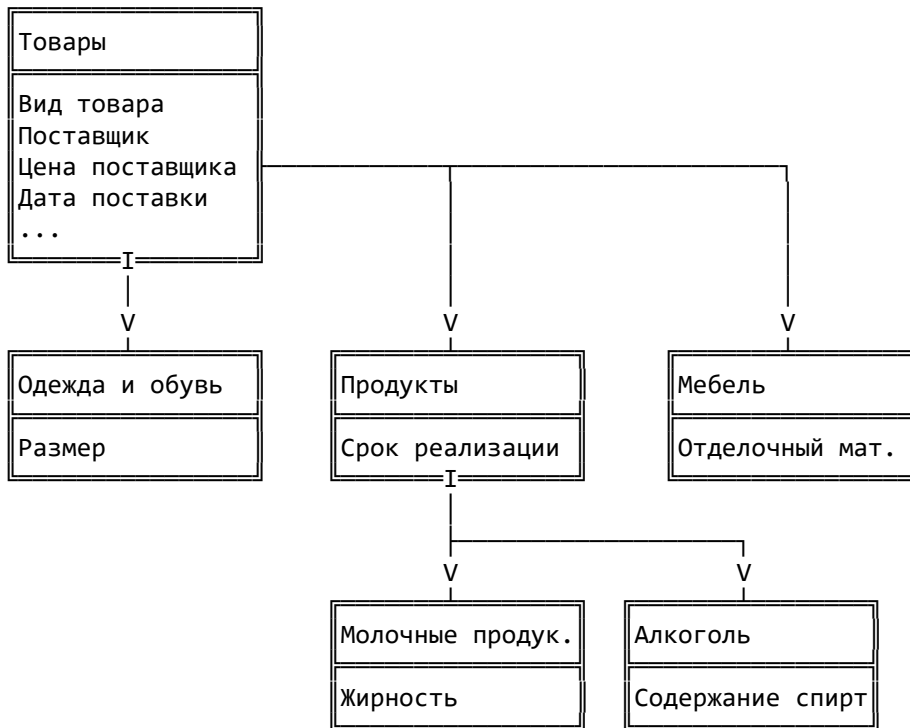 Товары
Вид товара
Поставщик
Цена поставщика
Дата поставки
...
I
V
V
V
Одежда и обувь
Продукты
Мебель
Размер
Срок реализации
Отделочный мат.
I
V
V
Молочные продук.
Алкоголь
Жирность
Содержание спирт